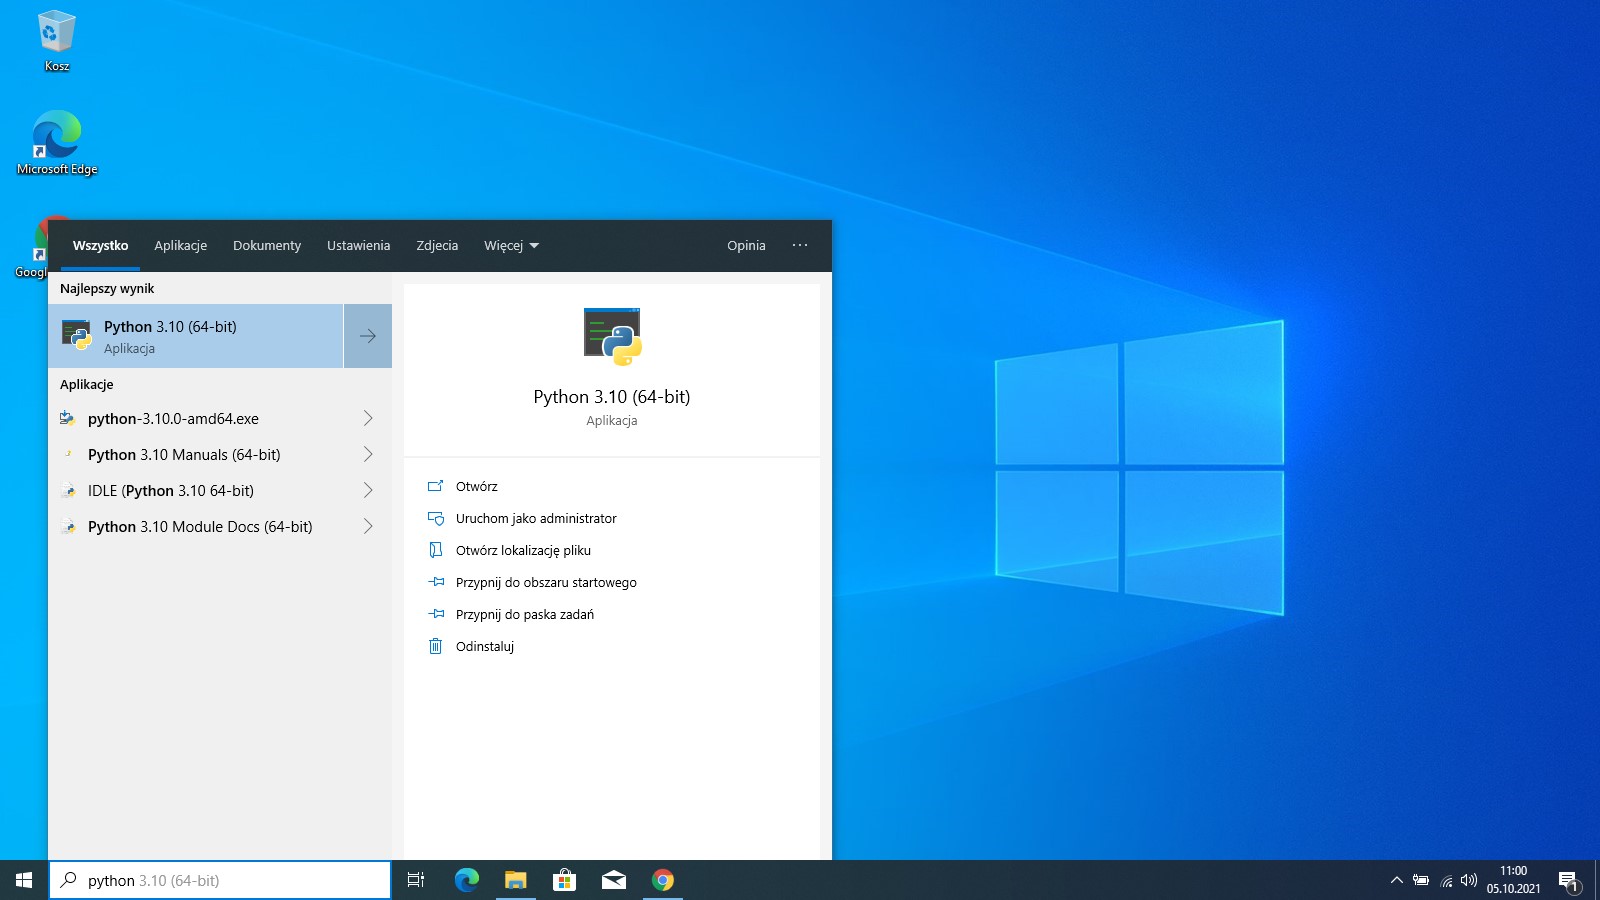 Kosz
Microsoft Edge
Googl
Wszystko Aplikacje Dokumenty Ustawienia Zdjecia Więcej Opinia ...
Najlepszy wynik
Python 3.10 (64-bit)
Aplikacja
Aplikacje
python-3.10.0-amd64.exe
Python 3.10 Manuals (64-bit)
IDLE (Python 3.10 64-bit)
Python 3.10 Module Docs (64-bit)
Python 3.10 (64-bit)
Aplikacja
Otwórz
Uruchom jako administrator
Otwórz lokalizację pliku
Przypnij do obszaru startowego
Przypnij do paska zadań
Odinstaluj
python 3.10 (64-bit)
11:00
05.10.2021
1